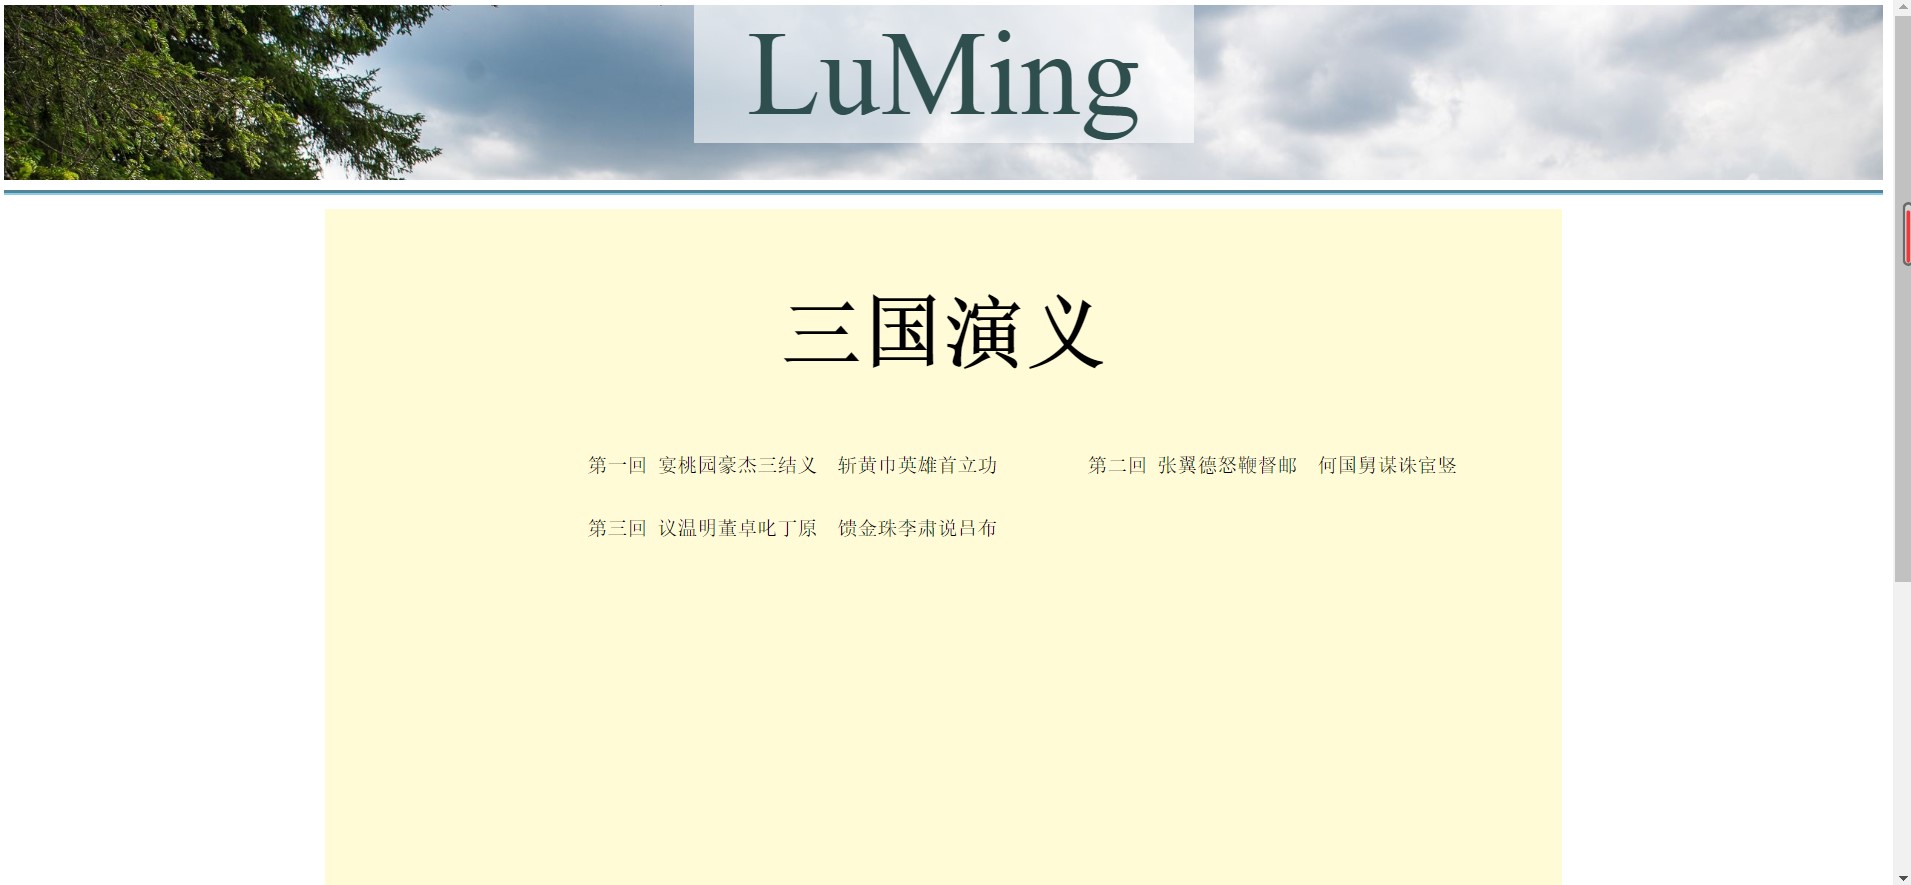 LuMing
三国演义
第一回 宴桃园豪杰三结义　斩黄巾英雄首立功
第二回 张翼德怒鞭督邮　何国舅谋诛宦竖
第三回 议温明董卓叱丁原　馈金珠李肃说吕布